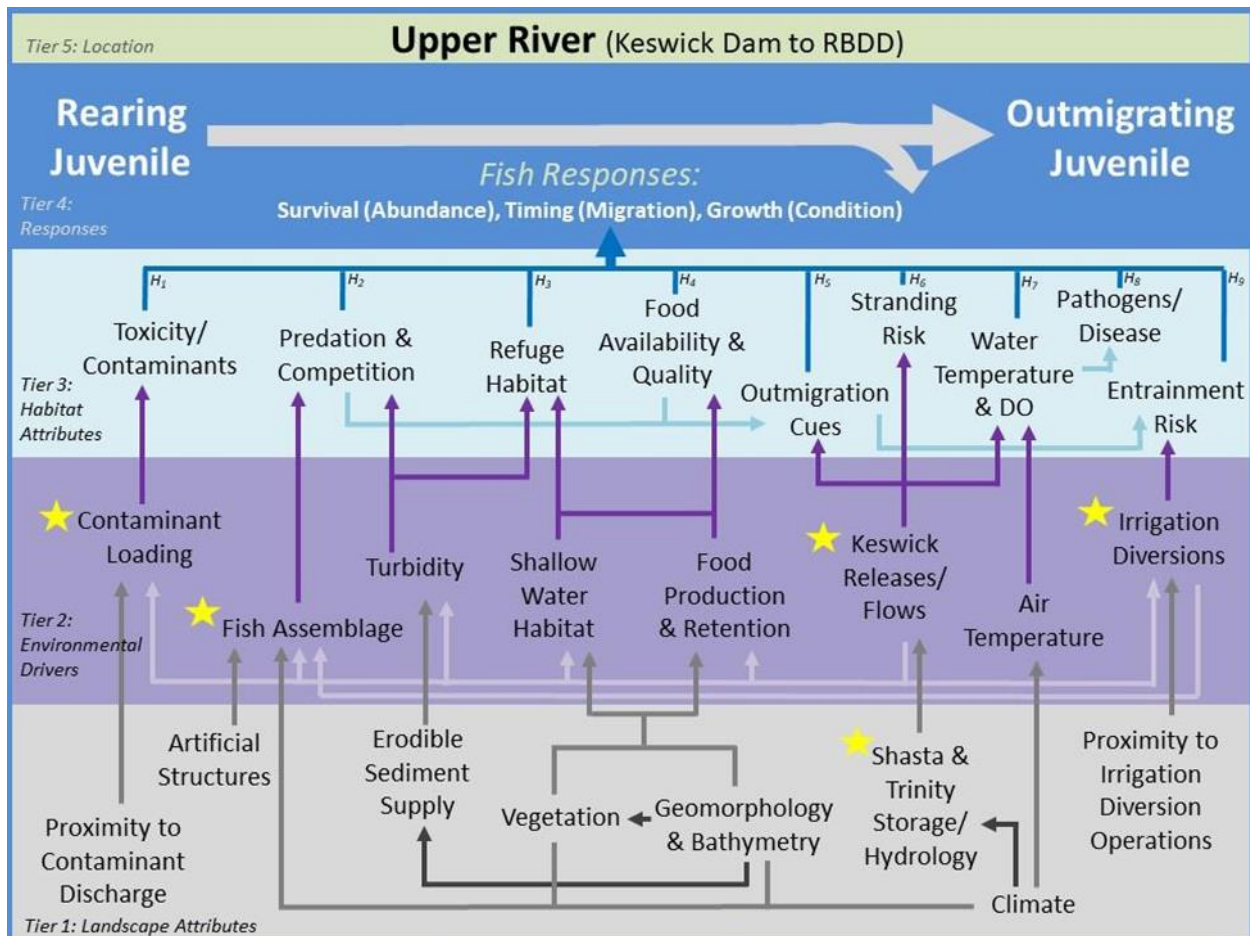 Tier 5: Location
Upper River (Keswick Dam to RBDD)
Rearing
Juvenile
Outmigrating
Juvenile
Fish Responses:
Survival (Abundance), Timing (Migration), Growth (Condition)
Tier 4:
Responses
H1
H2
H3
H4
H5
H6
H7
H8
H9
Toxicity/
Contaminants
Predation &
Competition
Refuge
Habitat
Food
Availability &
Quality
Outmigration
Cues
Stranding
Risk
Water
Temperature
& DO
Pathogens/
Disease
Entrainment
Risk
Tier 3:
Habitat
Attributes
Contaminant
Loading
Fish Assemblage
Turbidity
Shallow
Water
Habitat
Food
Production
& Retention
Keswick
Releases/
Flows
Air
Temperature
Irrigation
Diversions
Tier 2:
Environmental
Drivers
Proximity to
Contaminant
Discharge
Artificial
Structures
Erodible
Sediment
Supply
Vegetation
Geomorphology
& Bathymetry
Shasta &
Trinity
Storage/
Hydrology
Climate
Proximity to
Irrigation
Diversion
Operations
Tier 1: Landscape Attributes